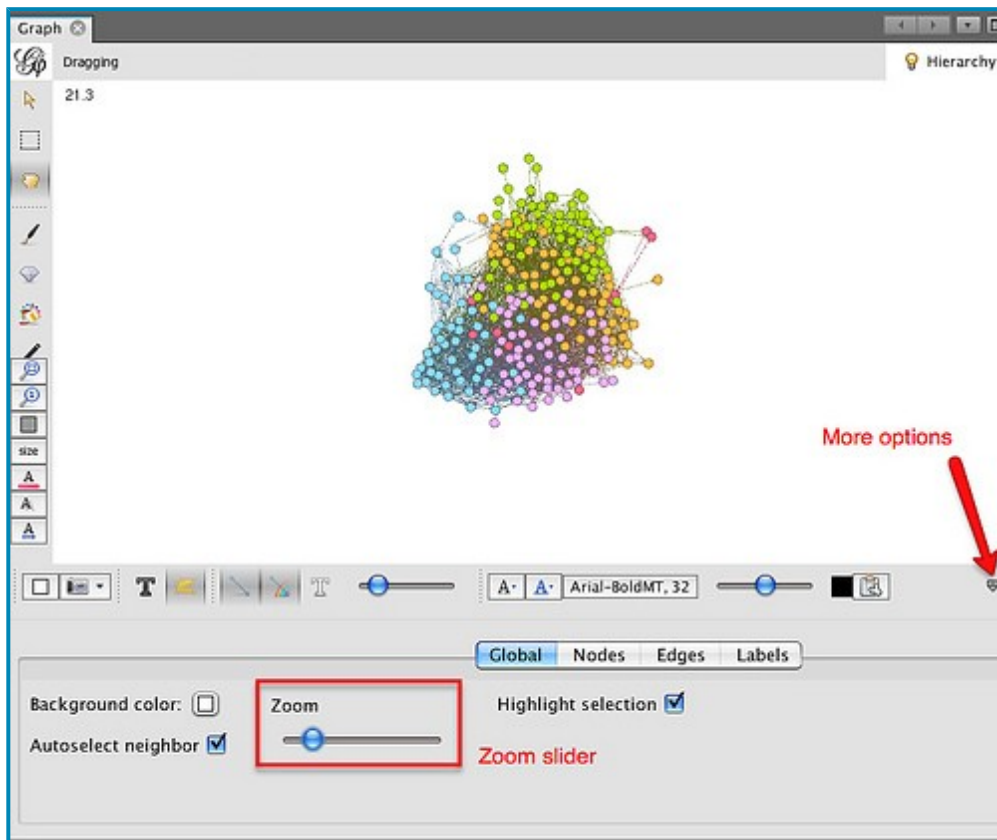 Graph
Dragging
Hierarchy
21.3
size
A
A
A
More options
T
T
A
A
Arial-BoldMT, 32
Global
Nodes
Edges
Labels
Background color:
Zoom
Highlight selection
Autoselect neighbor
Zoom slider